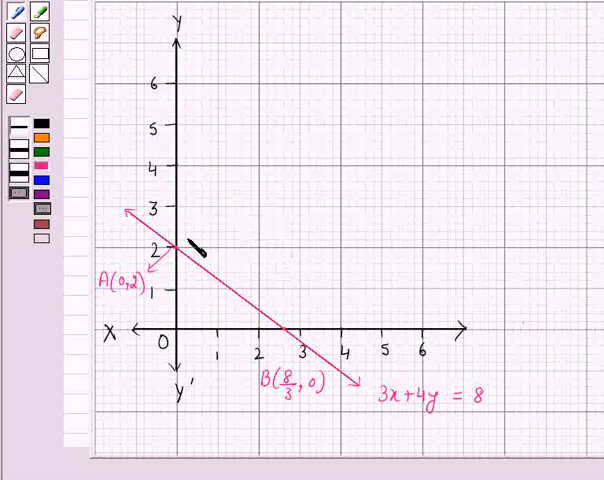 Y
6
5
4
3
2
A(0,2)
1
X
0
1 2 3 4 5 6
Y'
B(8/3, 0)
3x+4y = 8